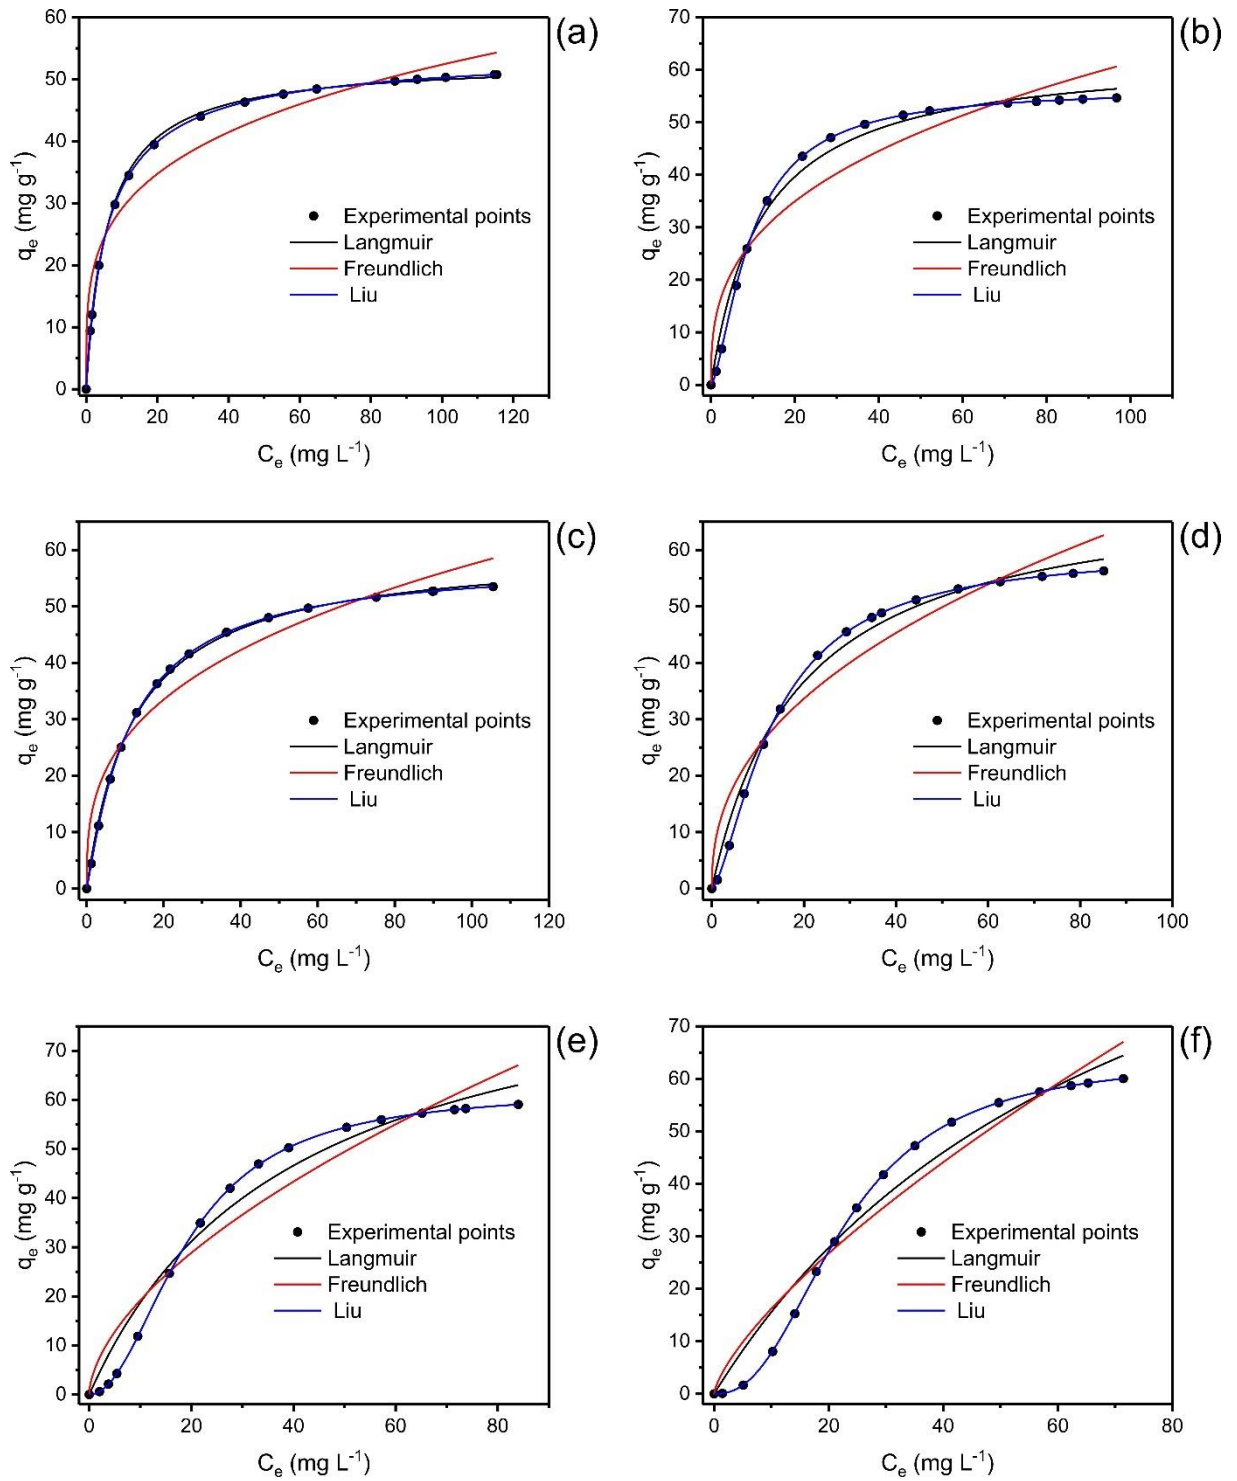 (a)
60
50
40
30
20
10
0
qₑ (mg g⁻¹)
Experimental points
Langmuir
Freundlich
Liu
0 20 40 60 80 100 120
Cₑ (mg L⁻¹)
(b)
70
60
50
40
30
20
10
0
qₑ (mg g⁻¹)
Experimental points
Langmuir
Freundlich
Liu
0 20 40 60 80 100
Cₑ (mg L⁻¹)
(c)
60
50
40
30
20
10
0
qₑ (mg g⁻¹)
Experimental points
Langmuir
Freundlich
Liu
0 20 40 60 80 100 120
Cₑ (mg L⁻¹)
(d)
60
50
40
30
20
10
0
qₑ (mg g⁻¹)
Experimental points
Langmuir
Freundlich
Liu
0 20 40 60 80 100
Cₑ (mg L⁻¹)
(e)
70
60
50
40
30
20
10
0
qₑ (mg g⁻¹)
Experimental points
Langmuir
Freundlich
Liu
0 20 40 60 80
Cₑ (mg L⁻¹)
(f)
70
60
50
40
30
20
10
0
qₑ (mg g⁻¹)
Experimental points
Langmuir
Freundlich
Liu
0 20 40 60 80
Cₑ (mg L⁻¹)